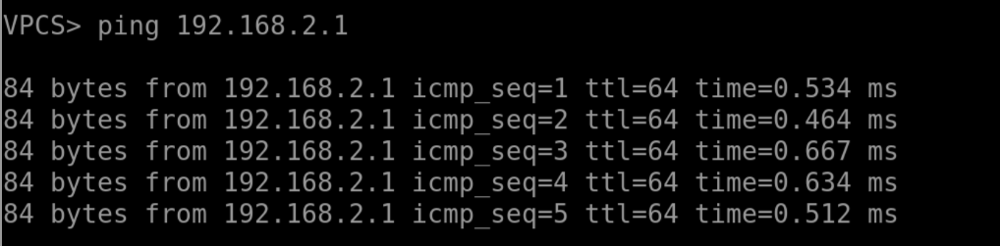 VPCS> ping 192.168.2.1
84 bytes from 192.168.2.1 icmp_seq=1 ttl=64 time=0.534 ms
84 bytes from 192.168.2.1 icmp_seq=2 ttl=64 time=0.464 ms
84 bytes from 192.168.2.1 icmp_seq=3 ttl=64 time=0.667 ms
84 bytes from 192.168.2.1 icmp_seq=4 ttl=64 time=0.634 ms
84 bytes from 192.168.2.1 icmp_seq=5 ttl=64 time=0.512 ms